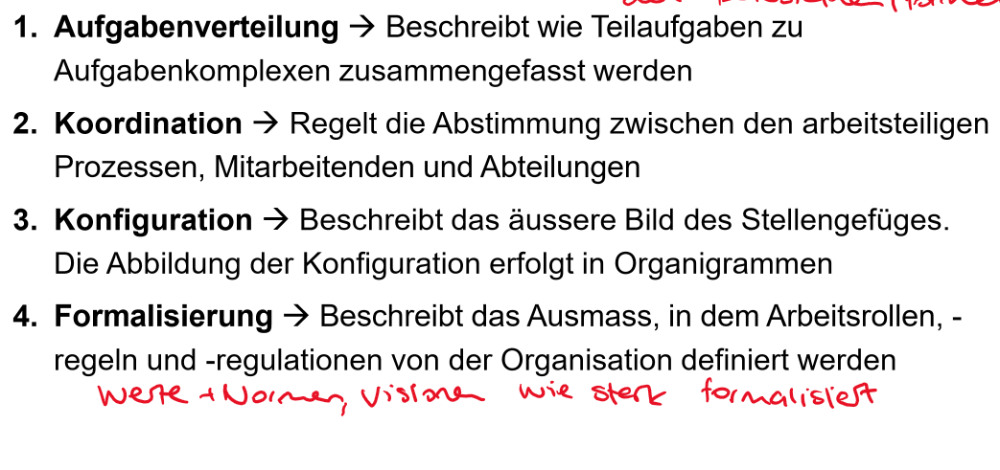 1. Aufgabenverteilung → Beschreibt wie Teilaufgaben zu
Aufgabenkomplexen zusammengefasst werden
2. Koordination → Regelt die Abstimmung zwischen den arbeitsteiligen
Prozessen, Mitarbeitenden und Abteilungen
3. Konfiguration → Beschreibt das äussere Bild des Stellengefüges.
Die Abbildung der Konfiguration erfolgt in Organigrammen
4. Formalisierung → Beschreibt das Ausmass, in dem Arbeitsrollen, -
regeln und -regulationen von der Organisation definiert werden
Werte + Normen, Visionen wie stark formalisiert